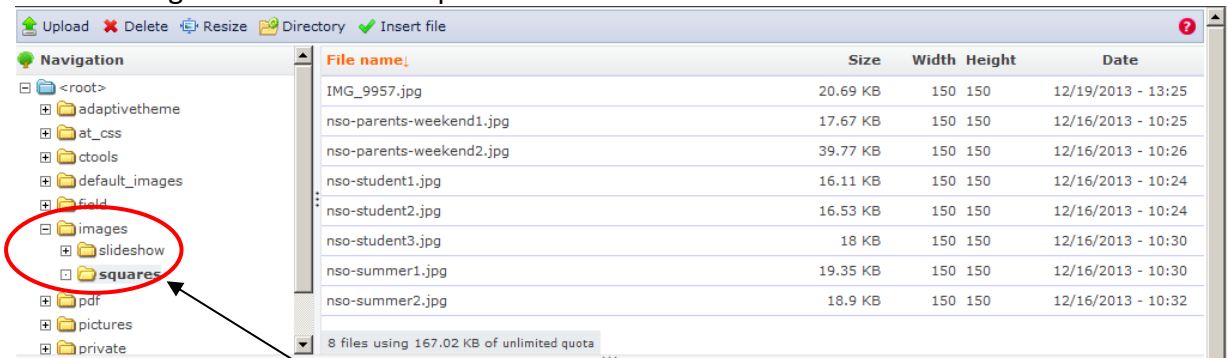 Upload Delete Resize Directory Insert file ?
Navigation
<root>
adaptivetheme
at_css
ctools
default_images
field
images
slideshow
squares
pdf
pictures
private
File name↓ Size Width Height Date
IMG_9957.jpg 20.69 KB 150 150 12/19/2013 - 13:25
nso-parents-weekend1.jpg 17.67 KB 150 150 12/16/2013 - 10:25
nso-parents-weekend2.jpg 39.77 KB 150 150 12/16/2013 - 10:26
nso-student1.jpg 16.11 KB 150 150 12/16/2013 - 10:24
nso-student2.jpg 16.53 KB 150 150 12/16/2013 - 10:24
nso-student3.jpg 18 KB 150 150 12/16/2013 - 10:30
nso-summer1.jpg 19.35 KB 150 150 12/16/2013 - 10:30
nso-summer2.jpg 18.9 KB 150 150 12/16/2013 - 10:32
8 files using 167.02 KB of unlimited quota